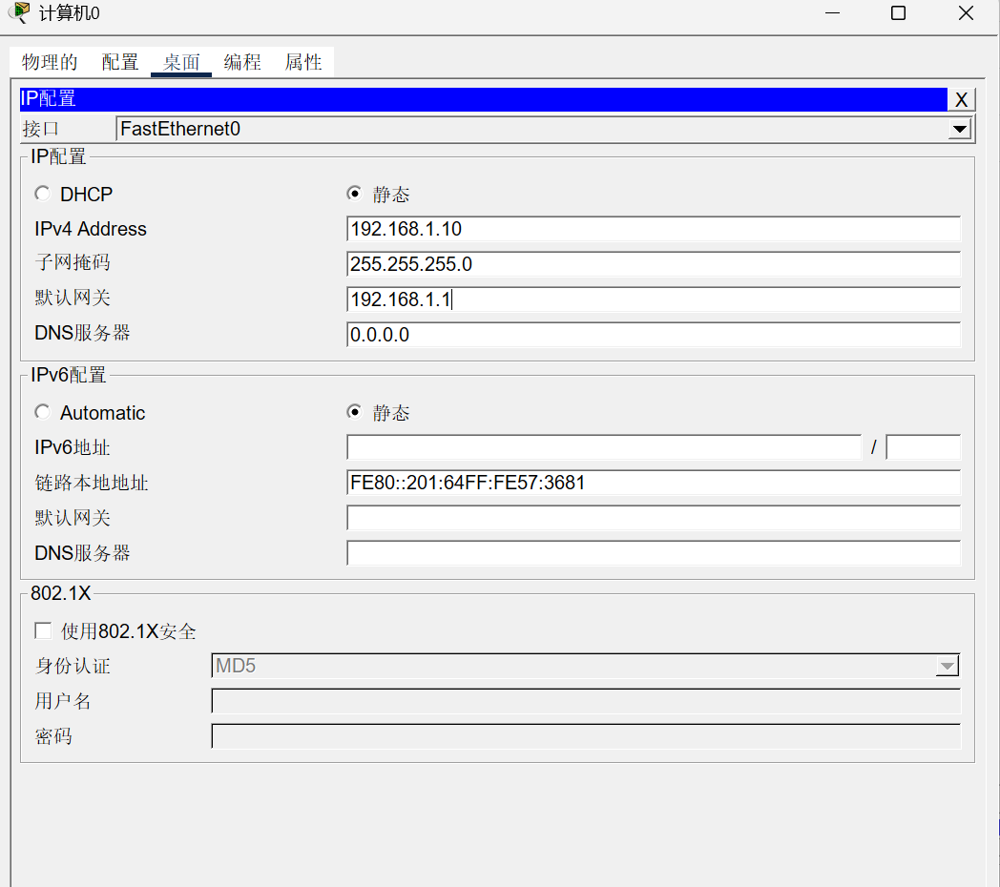 计算机0
物理的 配置 桌面 编程 属性
IP配置 X
接口 FastEthernet0
IP配置
DHCP 静态
IPv4 Address 192.168.1.10
子网掩码 255.255.255.0
默认网关 192.168.1.1
DNS服务器 0.0.0.0
IPv6配置
Automatic 静态
IPv6地址 /
链路本地地址 FE80::201:64FF:FE57:3681
默认网关
DNS服务器
802.1X
使用802.1X安全
身份认证 MD5
用户名
密码